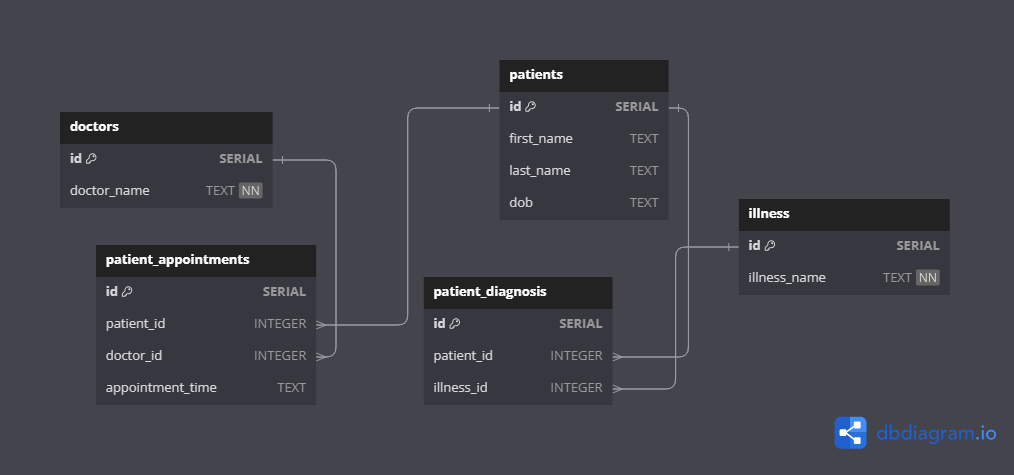 doctors
id SERIAL
doctor_name TEXT NN
patient_appointments
id SERIAL
patient_id INTEGER
doctor_id INTEGER
appointment_time TEXT
patients
id SERIAL
first_name TEXT
last_name TEXT
dob TEXT
patient_diagnosis
id SERIAL
patient_id INTEGER
illness_id INTEGER
illness
id SERIAL
illness_name TEXT NN
dbdiagram.io